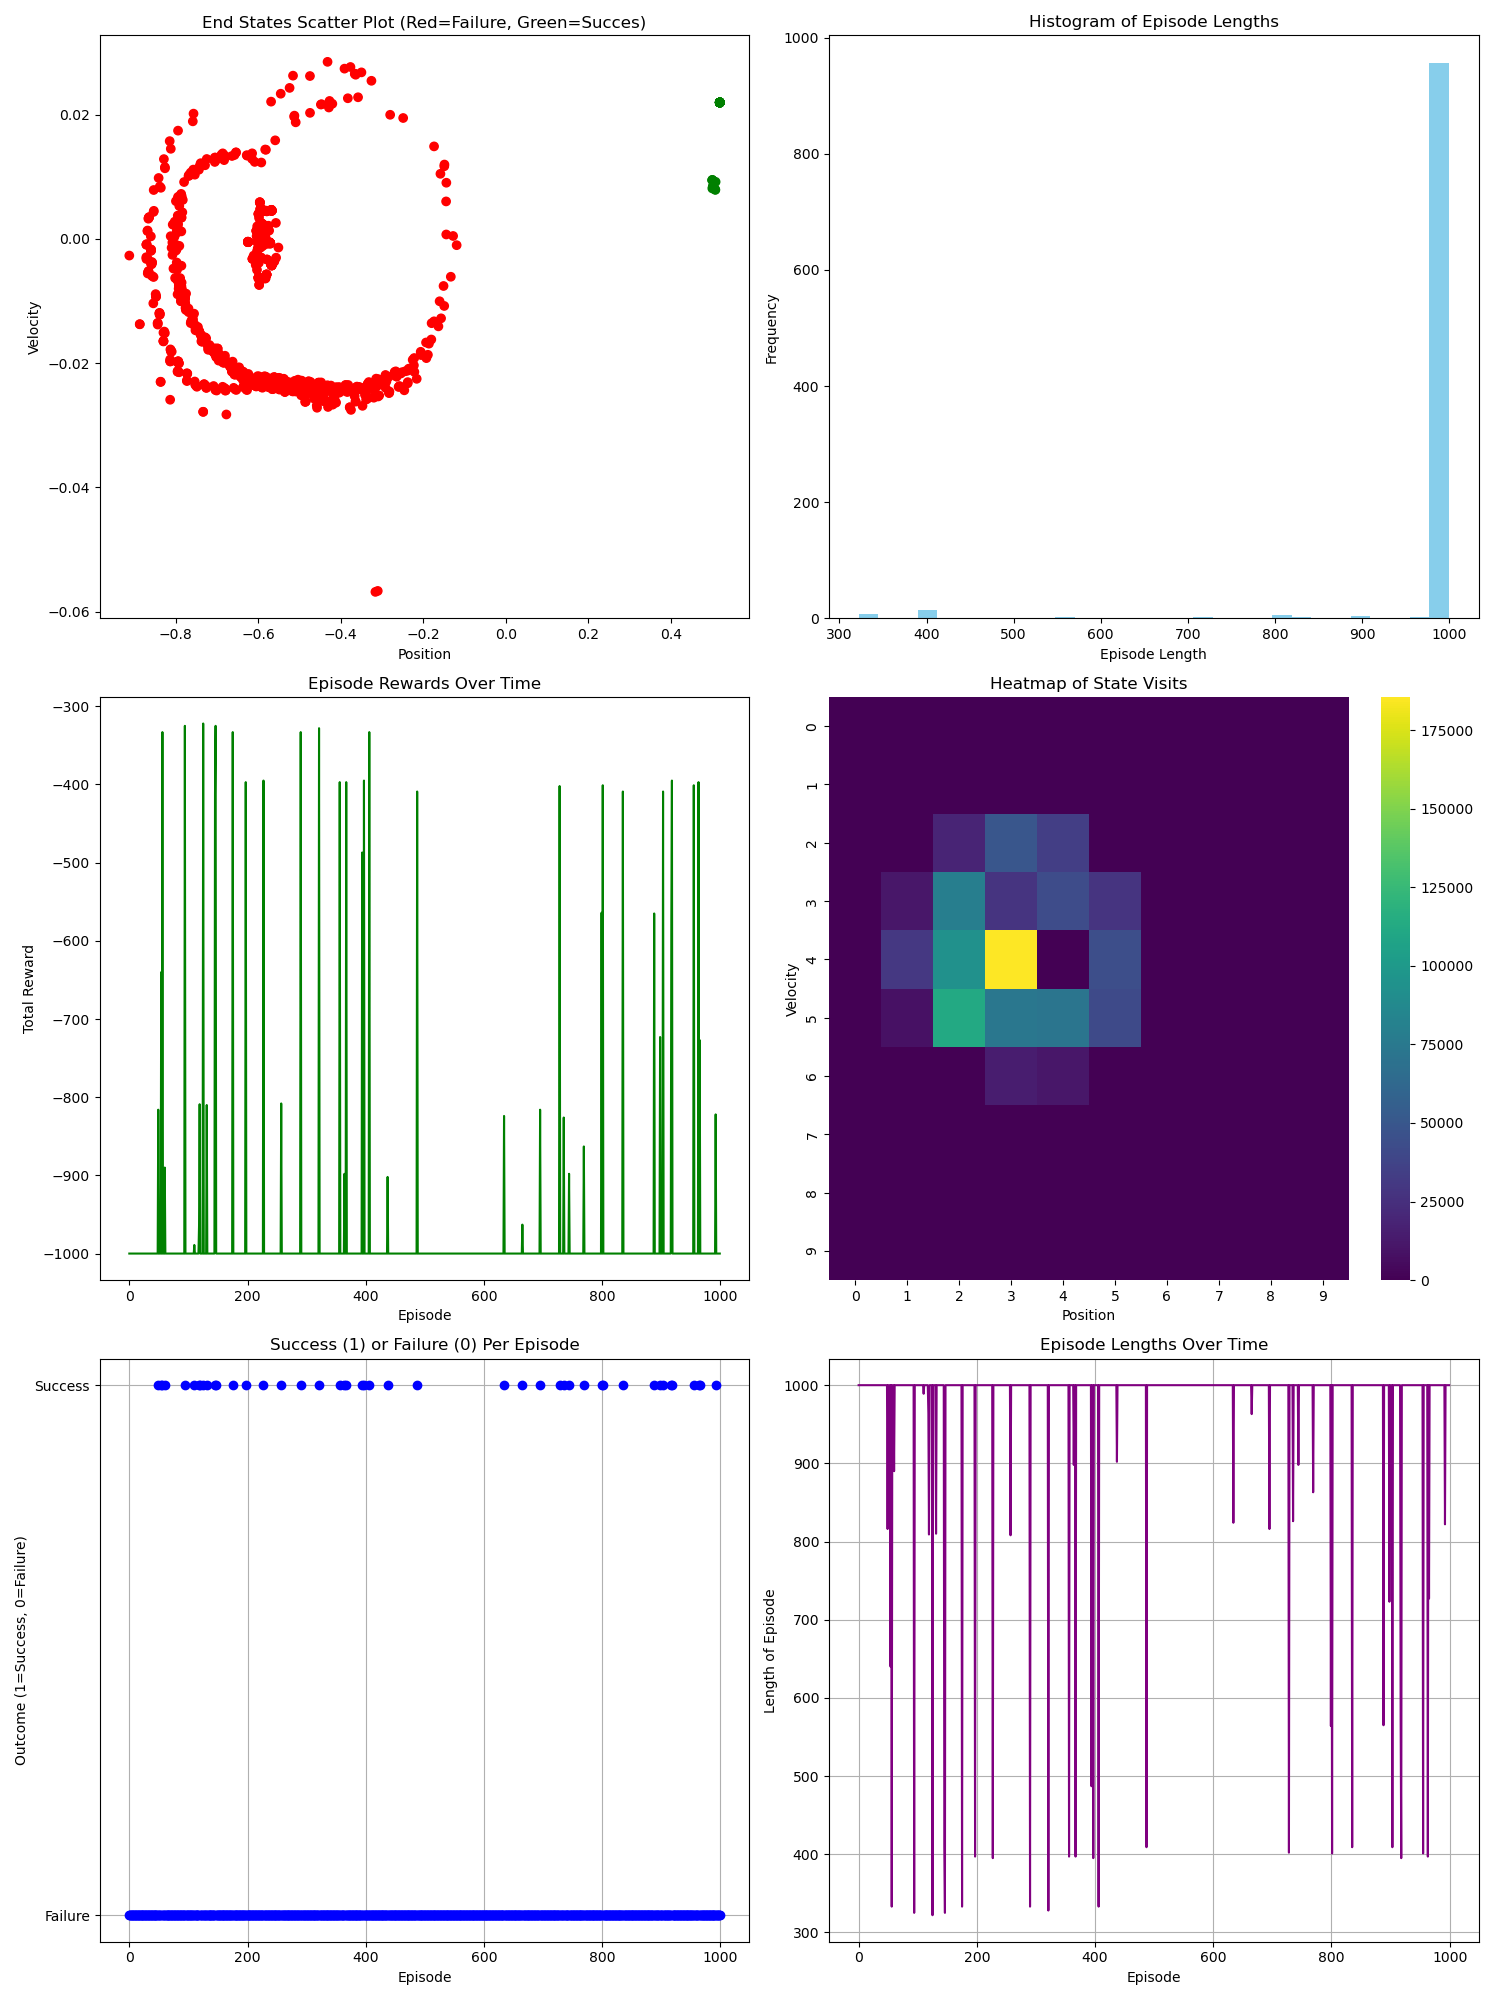 End States Scatter Plot (Red=Failure, Green=Succes)
0.02
0.00
−0.02
−0.04
−0.06
Velocity
−0.8 −0.6 −0.4 −0.2 0.0 0.2 0.4
Position
Histogram of Episode Lengths
1000
800
600
400
200
0
Frequency
300 400 500 600 700 800 900 1000
Episode Length
Episode Rewards Over Time
−300
−400
−500
−600
−700
−800
−900
−1000
Total Reward
0 200 400 600 800 1000
Episode
Heatmap of State Visits
0
1
2
3
4
5
6
7
8
9
Velocity
0 1 2 3 4 5 6 7 8 9
Position
175000
150000
125000
100000
75000
50000
25000
0
Success (1) or Failure (0) Per Episode
Success
Failure
Outcome (1=Success, 0=Failure)
0 200 400 600 800 1000
Episode
Episode Lengths Over Time
1000
900
800
700
600
500
400
300
Length of Episode
0 200 400 600 800 1000
Episode